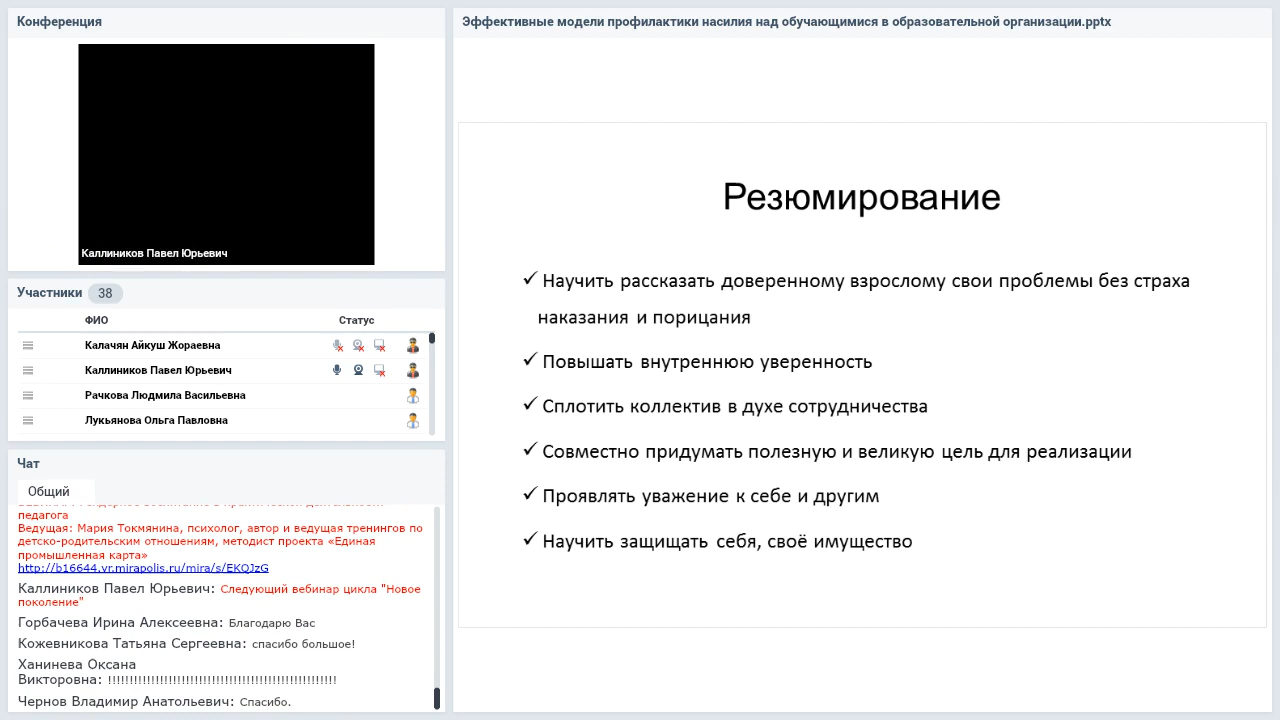 Конференция
Каллиников Павел Юрьевич
Участники 38
ФИО Статус
Калачян Айкуш Жораевна
Каллиников Павел Юрьевич
Рачкова Людмила Васильевна
Лукьянова Ольга Павловна
Чат
Общий
педагога
Ведущая: Мария Токмянина, психолог, автор и ведущая тренингов по
детско-родительским отношениям, методист проекта «Единая
промышленная карта»
http://b16644.vr.mirapolis.ru/mira/s/EKQJzG
Каллиников Павел Юрьевич: Следующий вебинар цикла "Новое
поколение"
Горбачева Ирина Алексеевна: Благодарю Вас
Кожевникова Татьяна Сергеевна: спасибо большое!
Ханинева Оксана
Викторовна: !!!!!!!!!!!!!!!!!!!!!!!!!!!!!!!!!!!!!!!!!!!!!!!!!!!!!
Чернов Владимир Анатольевич: Спасибо.
Эффективные модели профилактики насилия над обучающимися в образовательной организации.pptx
Резюмирование
✓ Научить рассказать доверенному взрослому свои проблемы без страха
наказания и порицания
✓ Повышать внутреннюю уверенность
✓ Сплотить коллектив в духе сотрудничества
✓ Совместно придумать полезную и великую цель для реализации
✓ Проявлять уважение к себе и другим
✓ Научить защищать себя, своё имущество